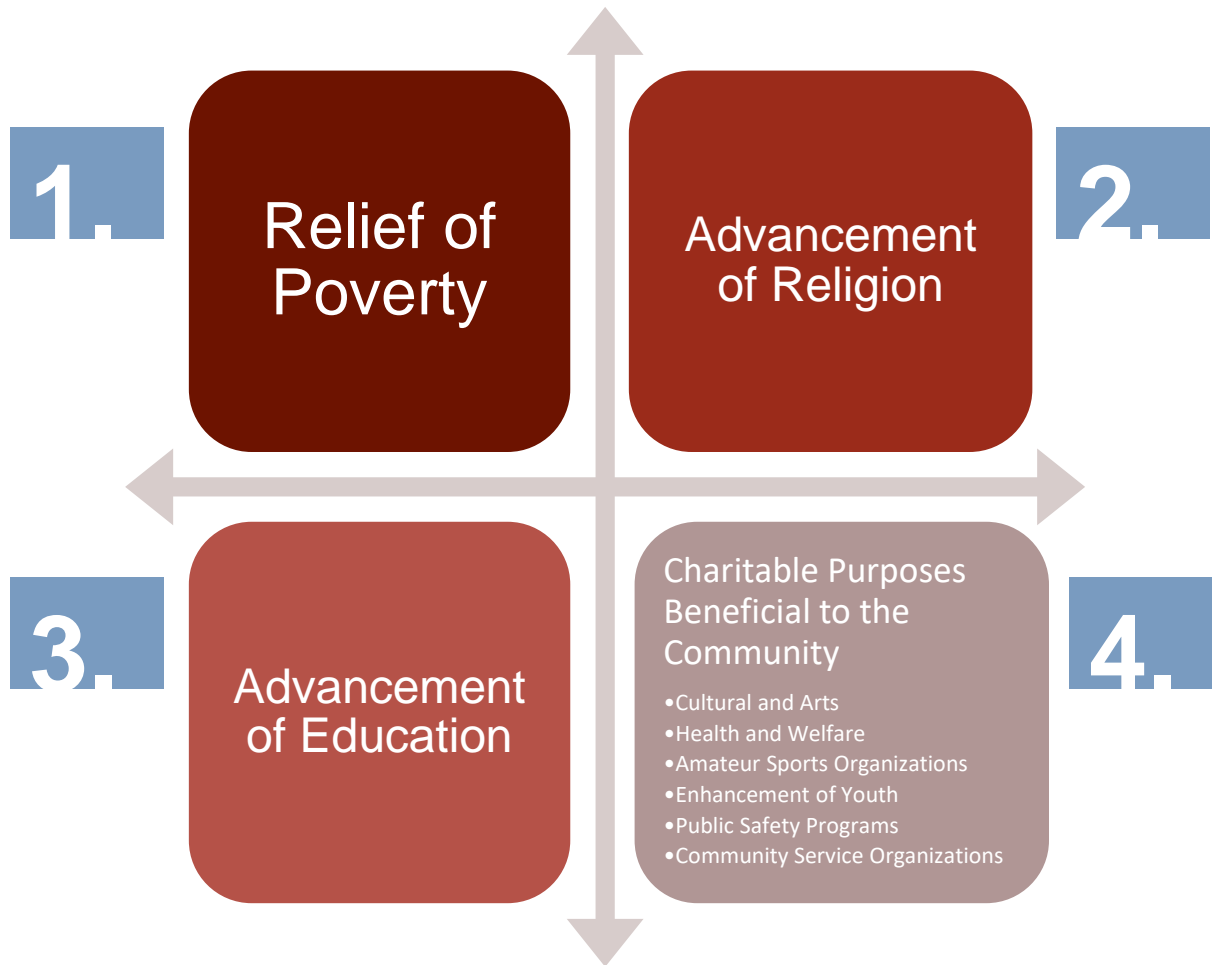 1.
Relief of
Poverty
2.
Advancement
of Religion
3.
Advancement
of Education
4.
Charitable Purposes
Beneficial to the
Community
•Cultural and Arts
•Health and Welfare
•Amateur Sports Organizations
•Enhancement of Youth
•Public Safety Programs
•Community Service Organizations